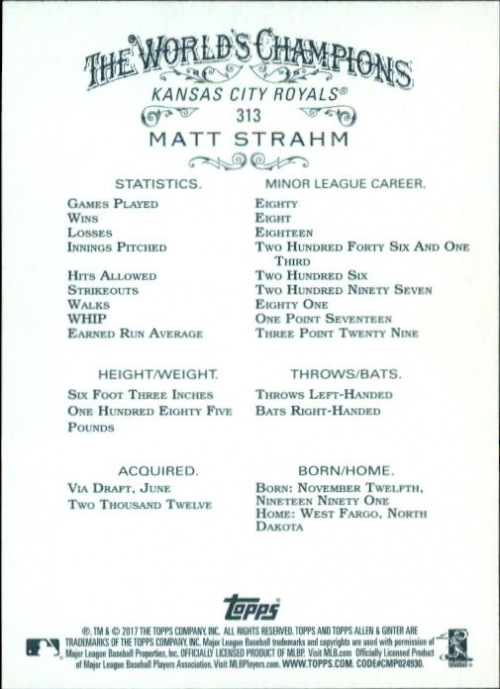 THE WORLD'S CHAMPIONS
KANSAS CITY ROYALS®
313
MATT STRAHM
STATISTICS. MINOR LEAGUE CAREER.
GAMES PLAYED EIGHTY
WINS EIGHT
LOSSES EIGHTEEN
INNINGS PITCHED TWO HUNDRED FORTY SIX AND ONE
THIRD
HITS ALLOWED TWO HUNDRED SIX
STRIKEOUTS TWO HUNDRED NINETY SEVEN
WALKS EIGHTY ONE
WHIP ONE POINT SEVENTEEN
EARNED RUN AVERAGE THREE POINT TWENTY NINE
HEIGHT/WEIGHT. THROWS/BATS.
SIX FOOT THREE INCHES THROWS LEFT-HANDED
ONE HUNDRED EIGHTY FIVE BATS RIGHT-HANDED
POUNDS
ACQUIRED. BORN/HOME.
VIA DRAFT, JUNE BORN: NOVEMBER TWELFTH,
TWO THOUSAND TWELVE NINETEEN NINETY ONE
HOME: WEST FARGO, NORTH
DAKOTA
TOPPS
®, TM & © 2017 THE TOPPS COMPANY, INC. ALL RIGHTS RESERVED. TOPPS AND TOPPS ALLEN & GINTER ARE
TRADEMARKS OF THE TOPPS COMPANY, INC. Major League Baseball trademarks and copyrights are used with permission of
Major League Baseball Properties, Inc. OFFICIALLY LICENSED PRODUCT OF MLBP. Visit MLB.com Officially Licensed Product of
Major League Baseball Players Association. Visit MLBPlayers.com. WWW.TOPPS.COM. CODE#CMP024930.